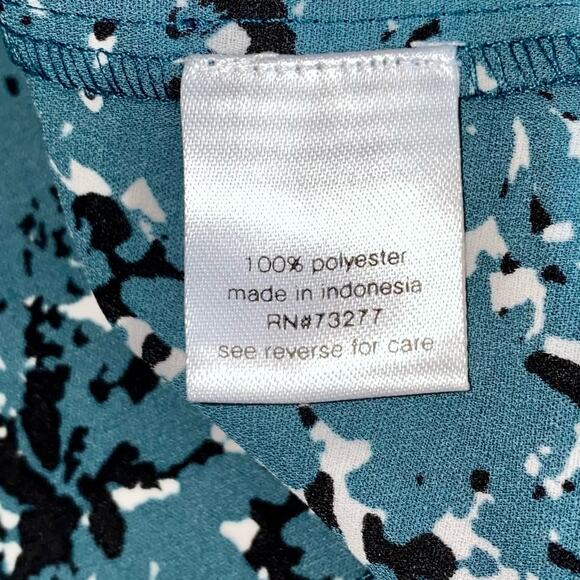 100% polyester
made in indonesia
RN#73277
see reverse for care